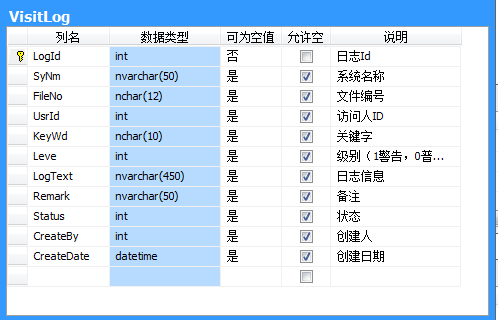 VisitLog
列名 数据类型 可为空值 允许空 说明
LogId int 否 日志Id
SyNm nvarchar(50) 是 系统名称
FileNo nchar(12) 是 文件编号
UsrId int 是 访问人ID
KeyWd nchar(10) 是 关键字
Leve int 是 级别（1警告，0普...
LogText nvarchar(450) 是 日志信息
Remark nvarchar(50) 是 备注
Status int 是 状态
CreateBy int 是 创建人
CreateDate datetime 是 创建日期